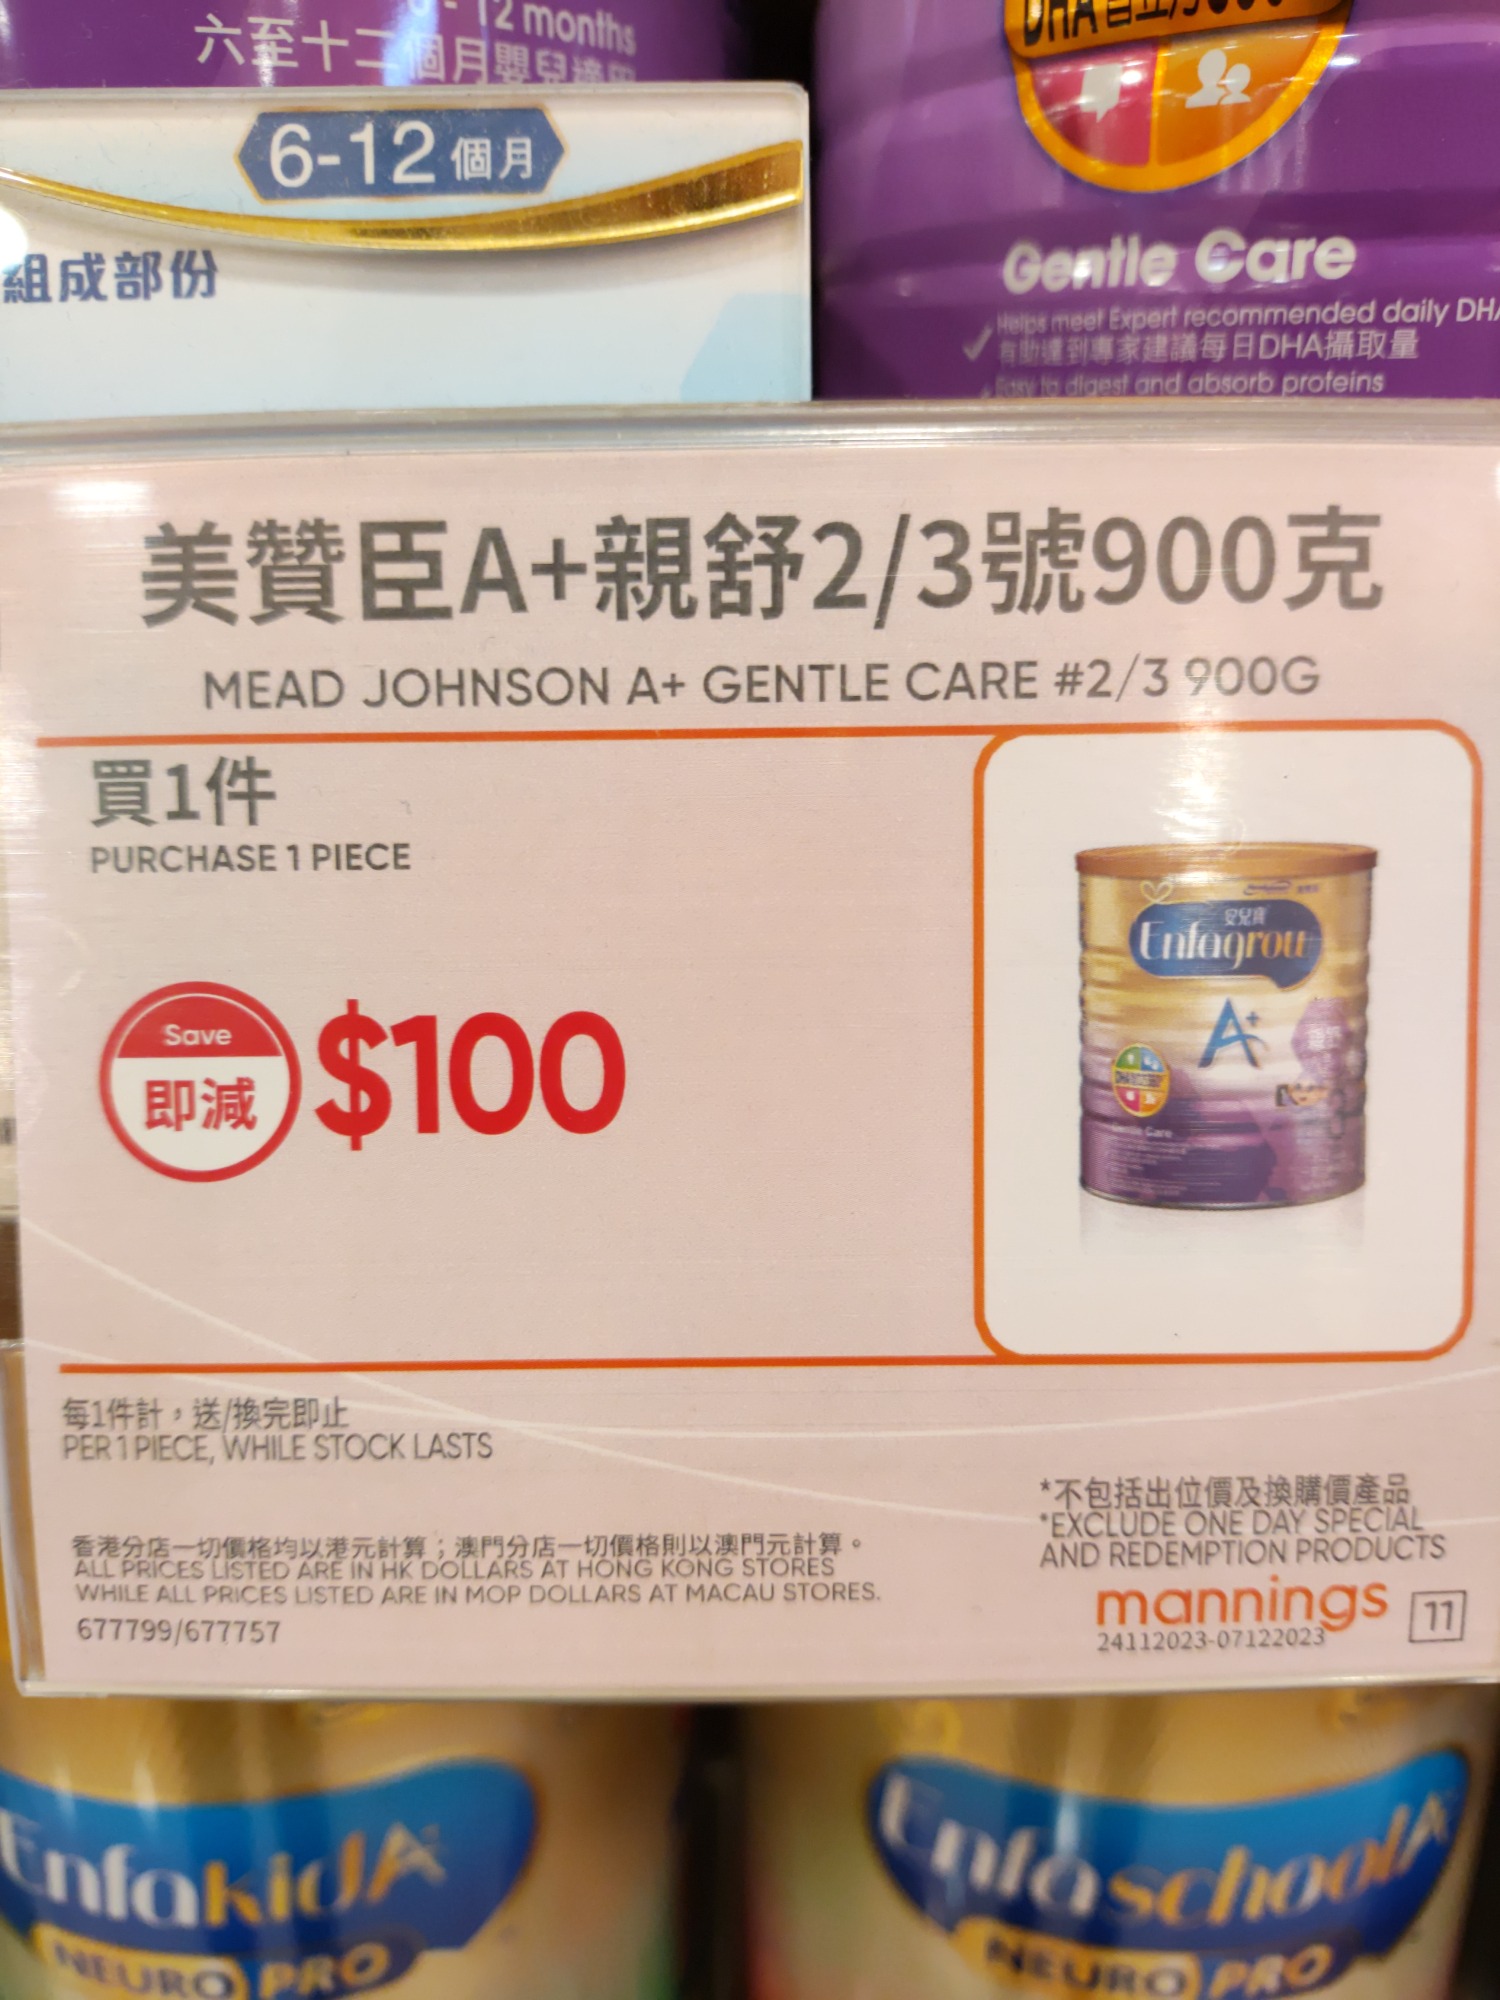 12 months
六至十二個月嬰兒適用
6-12個月
組成部份
Gentle Care
Helps meet Expert recommended daily DHA
有助達到專家建議每日DHA攝取量
Easy to digest and absorb proteins
美贊臣A+親舒2/3號900克
MEAD JOHNSON A+ GENTLE CARE #2/3 900G
買1件
PURCHASE 1 PIECE
Save
即減
$100
安兒寶
Enfagrow
A+
Gentle Care
每1件計，送/換完即止
PER 1 PIECE, WHILE STOCK LASTS
*不包括出位價及換購價產品
*EXCLUDE ONE DAY SPECIAL
AND REDEMPTION PRODUCTS
香港分店一切價格均以港元計算；澳門分店一切價格則以澳門元計算。
ALL PRICES LISTED ARE IN HK DOLLARS AT HONG KONG STORES
WHILE ALL PRICES LISTED ARE IN MOP DOLLARS AT MACAU STORES.
677799/677757
mannings
24112023-07122023
11
EnfakidA+
NEURO PRO
EnfaschoolA+
NEURO PRO